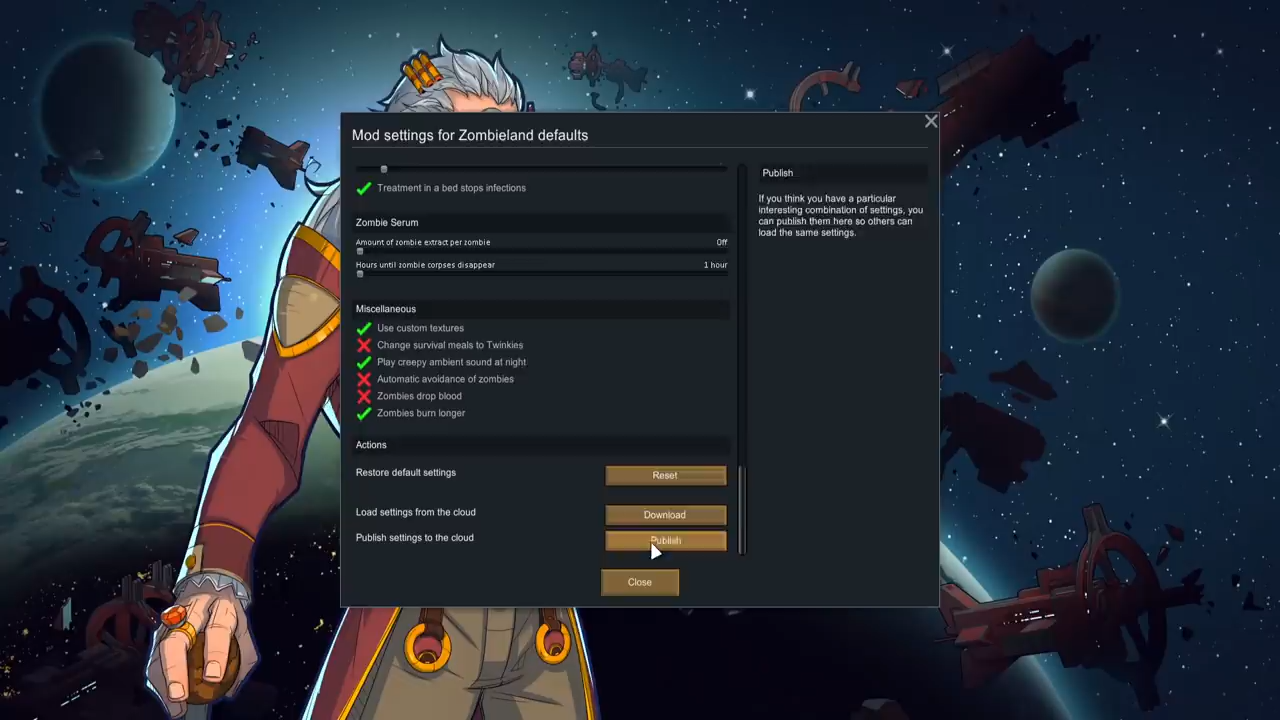 Mod settings for Zombieland defaults
Treatment in a bed stops infections
Zombie Serum
Amount of zombie extract per zombie Off
Hours until zombie corpses disappear 1 hour
Miscellaneous
Use custom textures
Change survival meals to Twinkies
Play creepy ambient sound at night
Automatic avoidance of zombies
Zombies drop blood
Zombies burn longer
Actions
Restore default settings Reset
Load settings from the cloud Download
Publish settings to the cloud Publish
Close
Publish
If you think you have a particular
interesting combination of settings, you
can publish them here so others can
load the same settings.